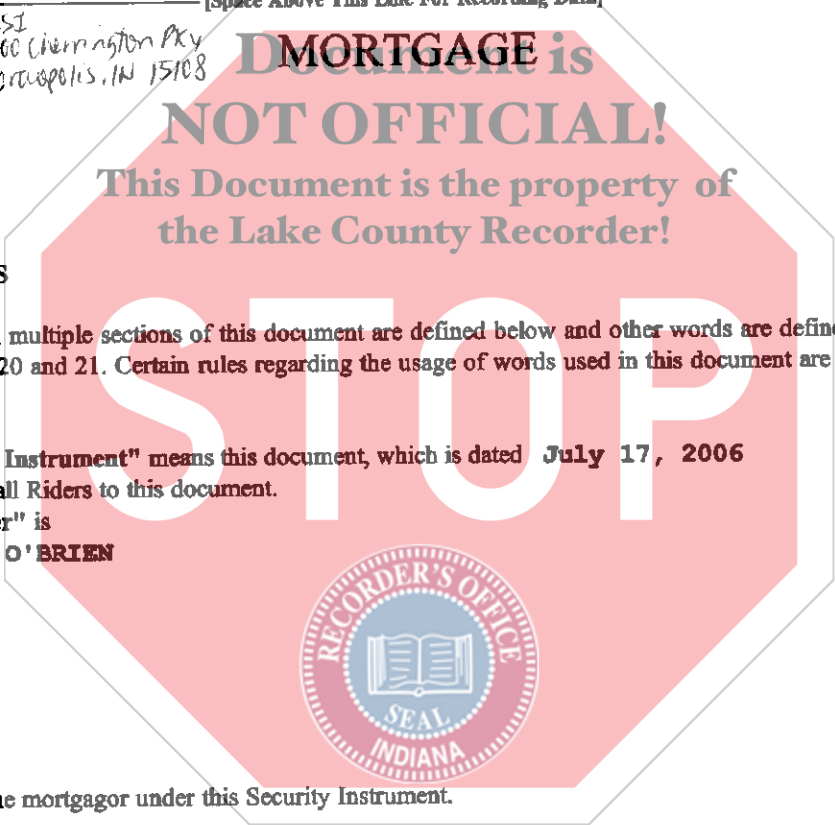 [Space Above This Line For Recording Data]
SI
00 Cherrington Pky
IN 15108
MORTGAGE
Document is
NOT OFFICIAL!
This Document is the property of
the Lake County Recorder!
S
multiple sections of this document are defined below and other words are define
20 and 21. Certain rules regarding the usage of words used in this document are
STOP
Instrument" means this document, which is dated July 17, 2006
all Riders to this document.
er" is
O'BRIEN
RECORDER'S OFFICE
SEAL
INDIANA
e mortgagor under this Security Instrument.